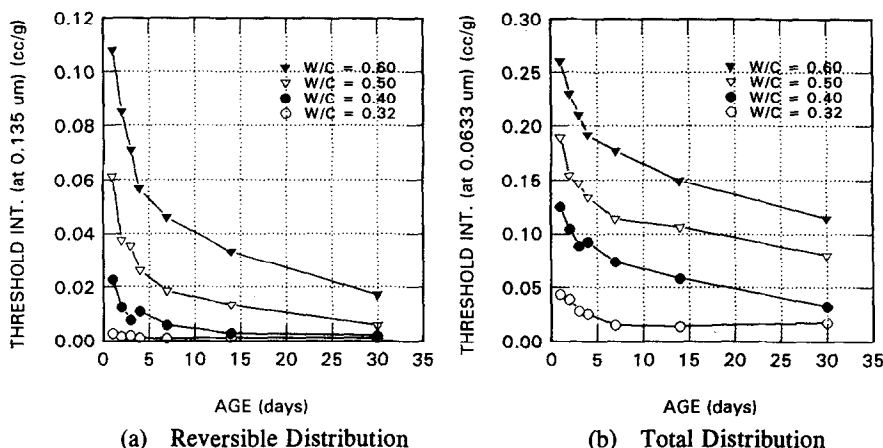 THRESHOLD INT. (at 0.135 um) (cc/g)
0.12
0.10
0.08
0.06
0.04
0.02
0.00
W/C = 0.60
W/C = 0.50
W/C = 0.40
W/C = 0.32
0 5 10 15 20 25 30 35
AGE (days)
(a) Reversible Distribution
THRESHOLD INT. (at 0.0633 um) (cc/g)
0.30
0.25
0.20
0.15
0.10
0.05
0.00
W/C = 0.60
W/C = 0.50
W/C = 0.40
W/C = 0.32
0 5 10 15 20 25 30 35
AGE (days)
(b) Total Distribution